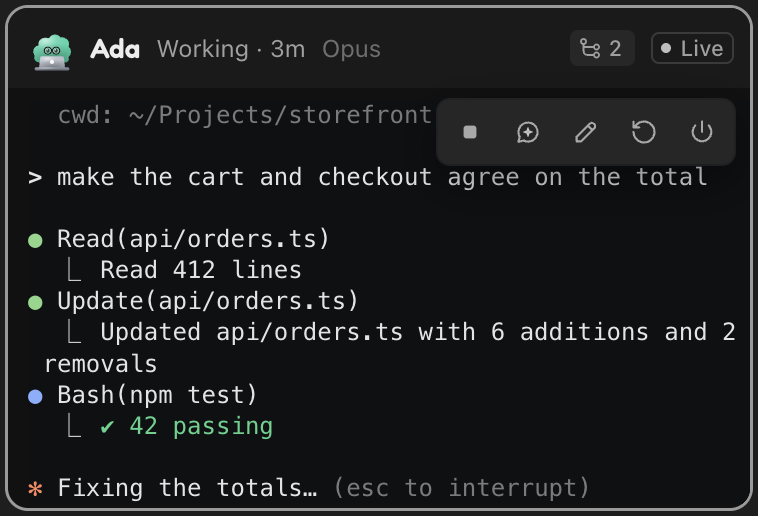 Ada Working · 3m Opus 2 Live
cwd: ~/Projects/storefront
> make the cart and checkout agree on the total
● Read(api/orders.ts)
⎿ Read 412 lines
● Update(api/orders.ts)
⎿ Updated api/orders.ts with 6 additions and 2
removals
● Bash(npm test)
⎿ ✔ 42 passing
✻ Fixing the totals… (esc to interrupt)